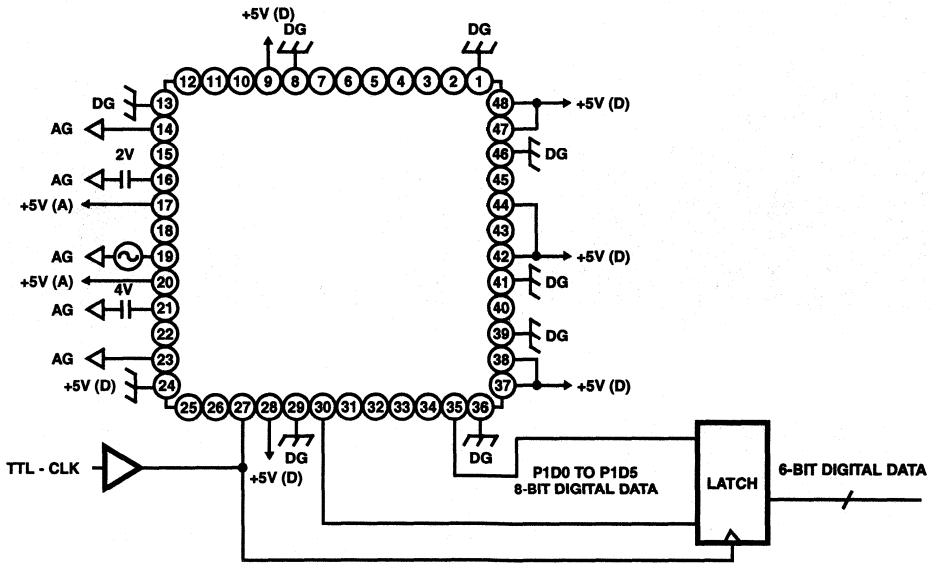 +5V (D)
DG
DG
12 11 10 9 8 7 6 5 4 3 2 1
DG 13 48 +5V (D)
AG 14 47
2V 15 46 DG
AG 16 45
+5V (A) 17 44
18 43
AG 19 42 +5V (D)
+5V (A) 20 41 DG
4V
AG 21 40
22 39 DG
AG 23 38
+5V (D) 24 37 +5V (D)
25 26 27 28 29 30 31 32 33 34 35 36
DG
DG
TTL - CLK
+5V (D)
P1D0 TO P1D5
8-BIT DIGITAL DATA
LATCH
6-BIT DIGITAL DATA